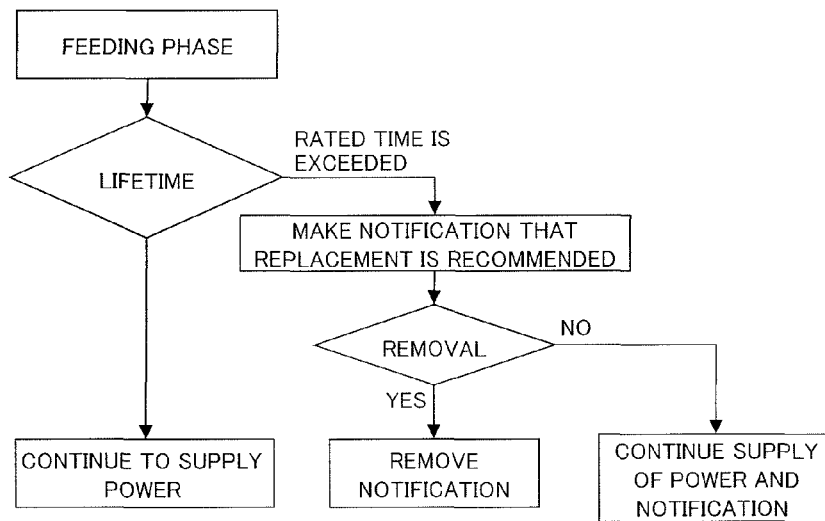 FEEDING PHASE
RATED TIME IS
EXCEEDED
LIFETIME
MAKE NOTIFICATION THAT
REPLACEMENT IS RECOMMENDED
REMOVAL
NO
YES
CONTINUE TO SUPPLY
POWER
REMOVE
NOTIFICATION
CONTINUE SUPPLY
OF POWER AND
NOTIFICATION